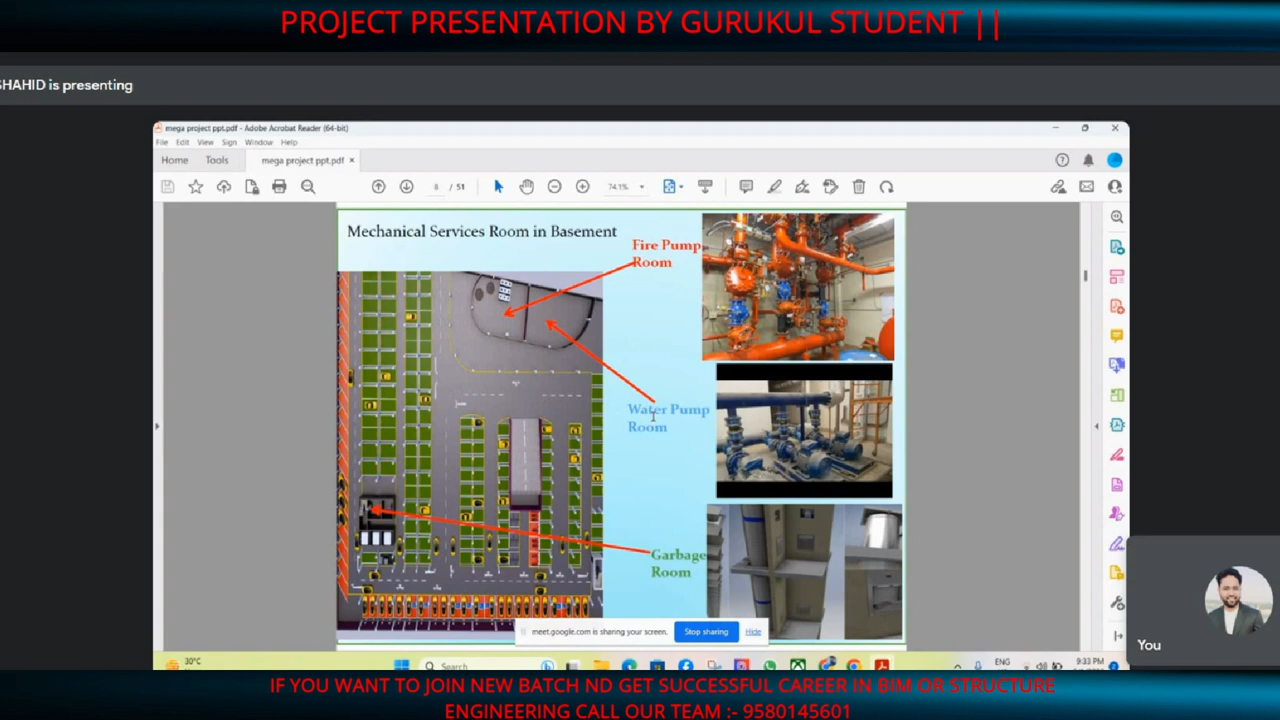 PROJECT PRESENTATION BY GURUKUL STUDENT ||
SHAHID is presenting
mega project ppt.pdf - Adobe Acrobat Reader (64-bit)
File Edit View Sign Window Help
Home Tools mega project ppt.pdf ×
8 / 51 74.1%
Mechanical Services Room in Basement
Fire Pump
Room
Water Pump
Room
Garbage
Room
meet.google.com is sharing your screen. Stop sharing Hide
You
30°C Search ENG 9:33 PM
IF YOU WANT TO JOIN NEW BATCH ND GET SUCCESSFUL CAREER IN BIM OR STRUCTURE
ENGINEERING CALL OUR TEAM :- 9580145601